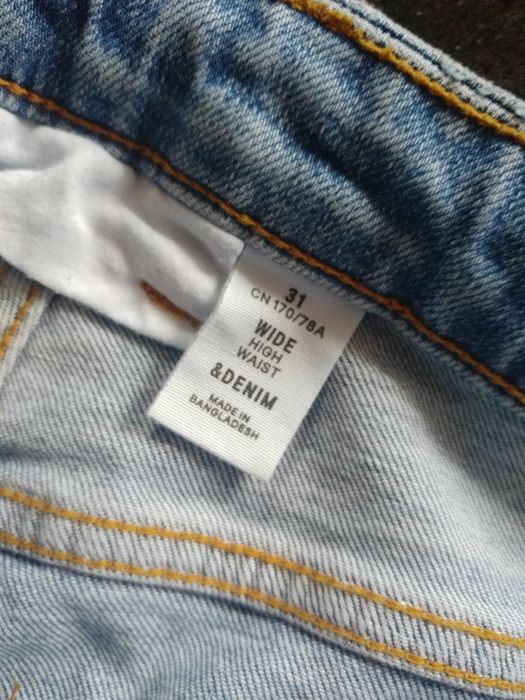 31
CN 170/78A
WIDE
HIGH
WAIST
&DENIM
MADE IN
BANGLADESH